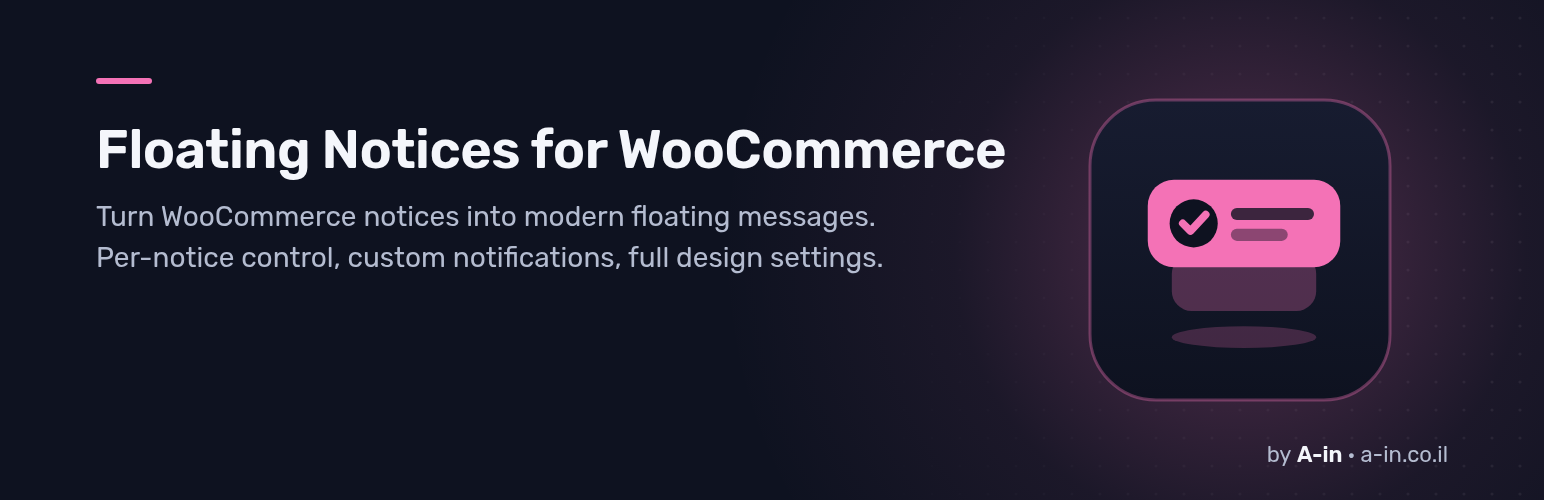 Floating Notices for WooCommerce
Turn WooCommerce notices into modern floating messages.
Per-notice control, custom notifications, full design settings.
by A-in • a-in.co.il